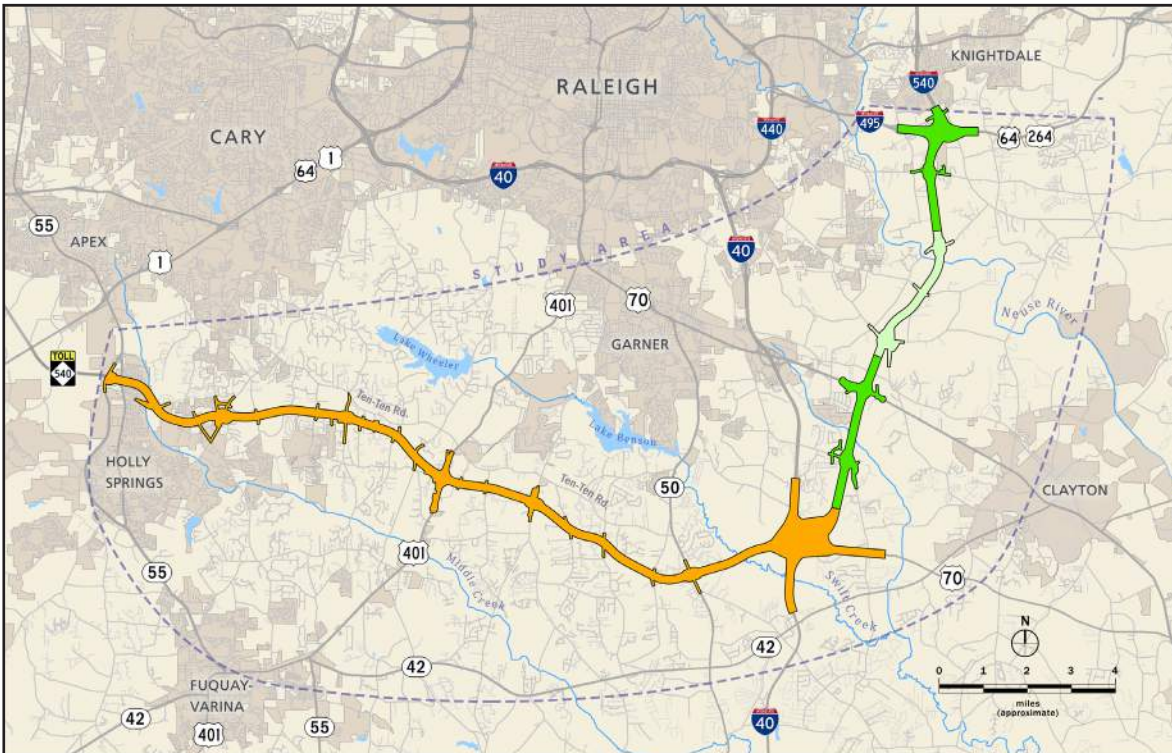 KNIGHTDALE
540
RALEIGH
495
440
64 264
CARY
1
64
40
55
APEX
1
STUDY AREA
40
401
70
Neuse River
TOLL
540
GARNER
Lake Wheeler
Ten-Ten Rd.
Lake Benson
HOLLY
SPRINGS
Ten-Ten Rd.
50
CLAYTON
401
55
Middle Creek
Swift Creek
70
N
42
42
0 1 2 3 4
miles
(approximate)
FUQUAY-
VARINA
42
401
55
40